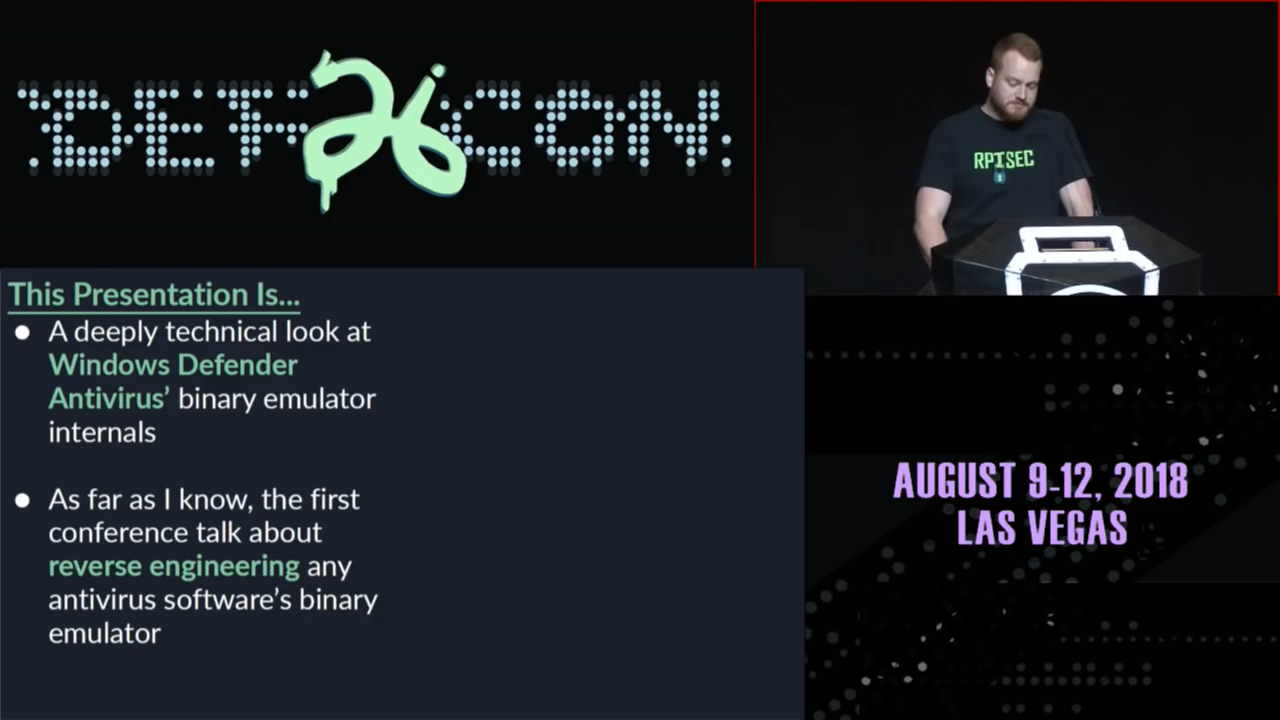 DEF 26 CON
RPISEC
This Presentation Is...
● A deeply technical look at
Windows Defender
Antivirus’ binary emulator
internals
● As far as I know, the first
conference talk about
reverse engineering any
antivirus software’s binary
emulator
AUGUST 9-12, 2018
LAS VEGAS